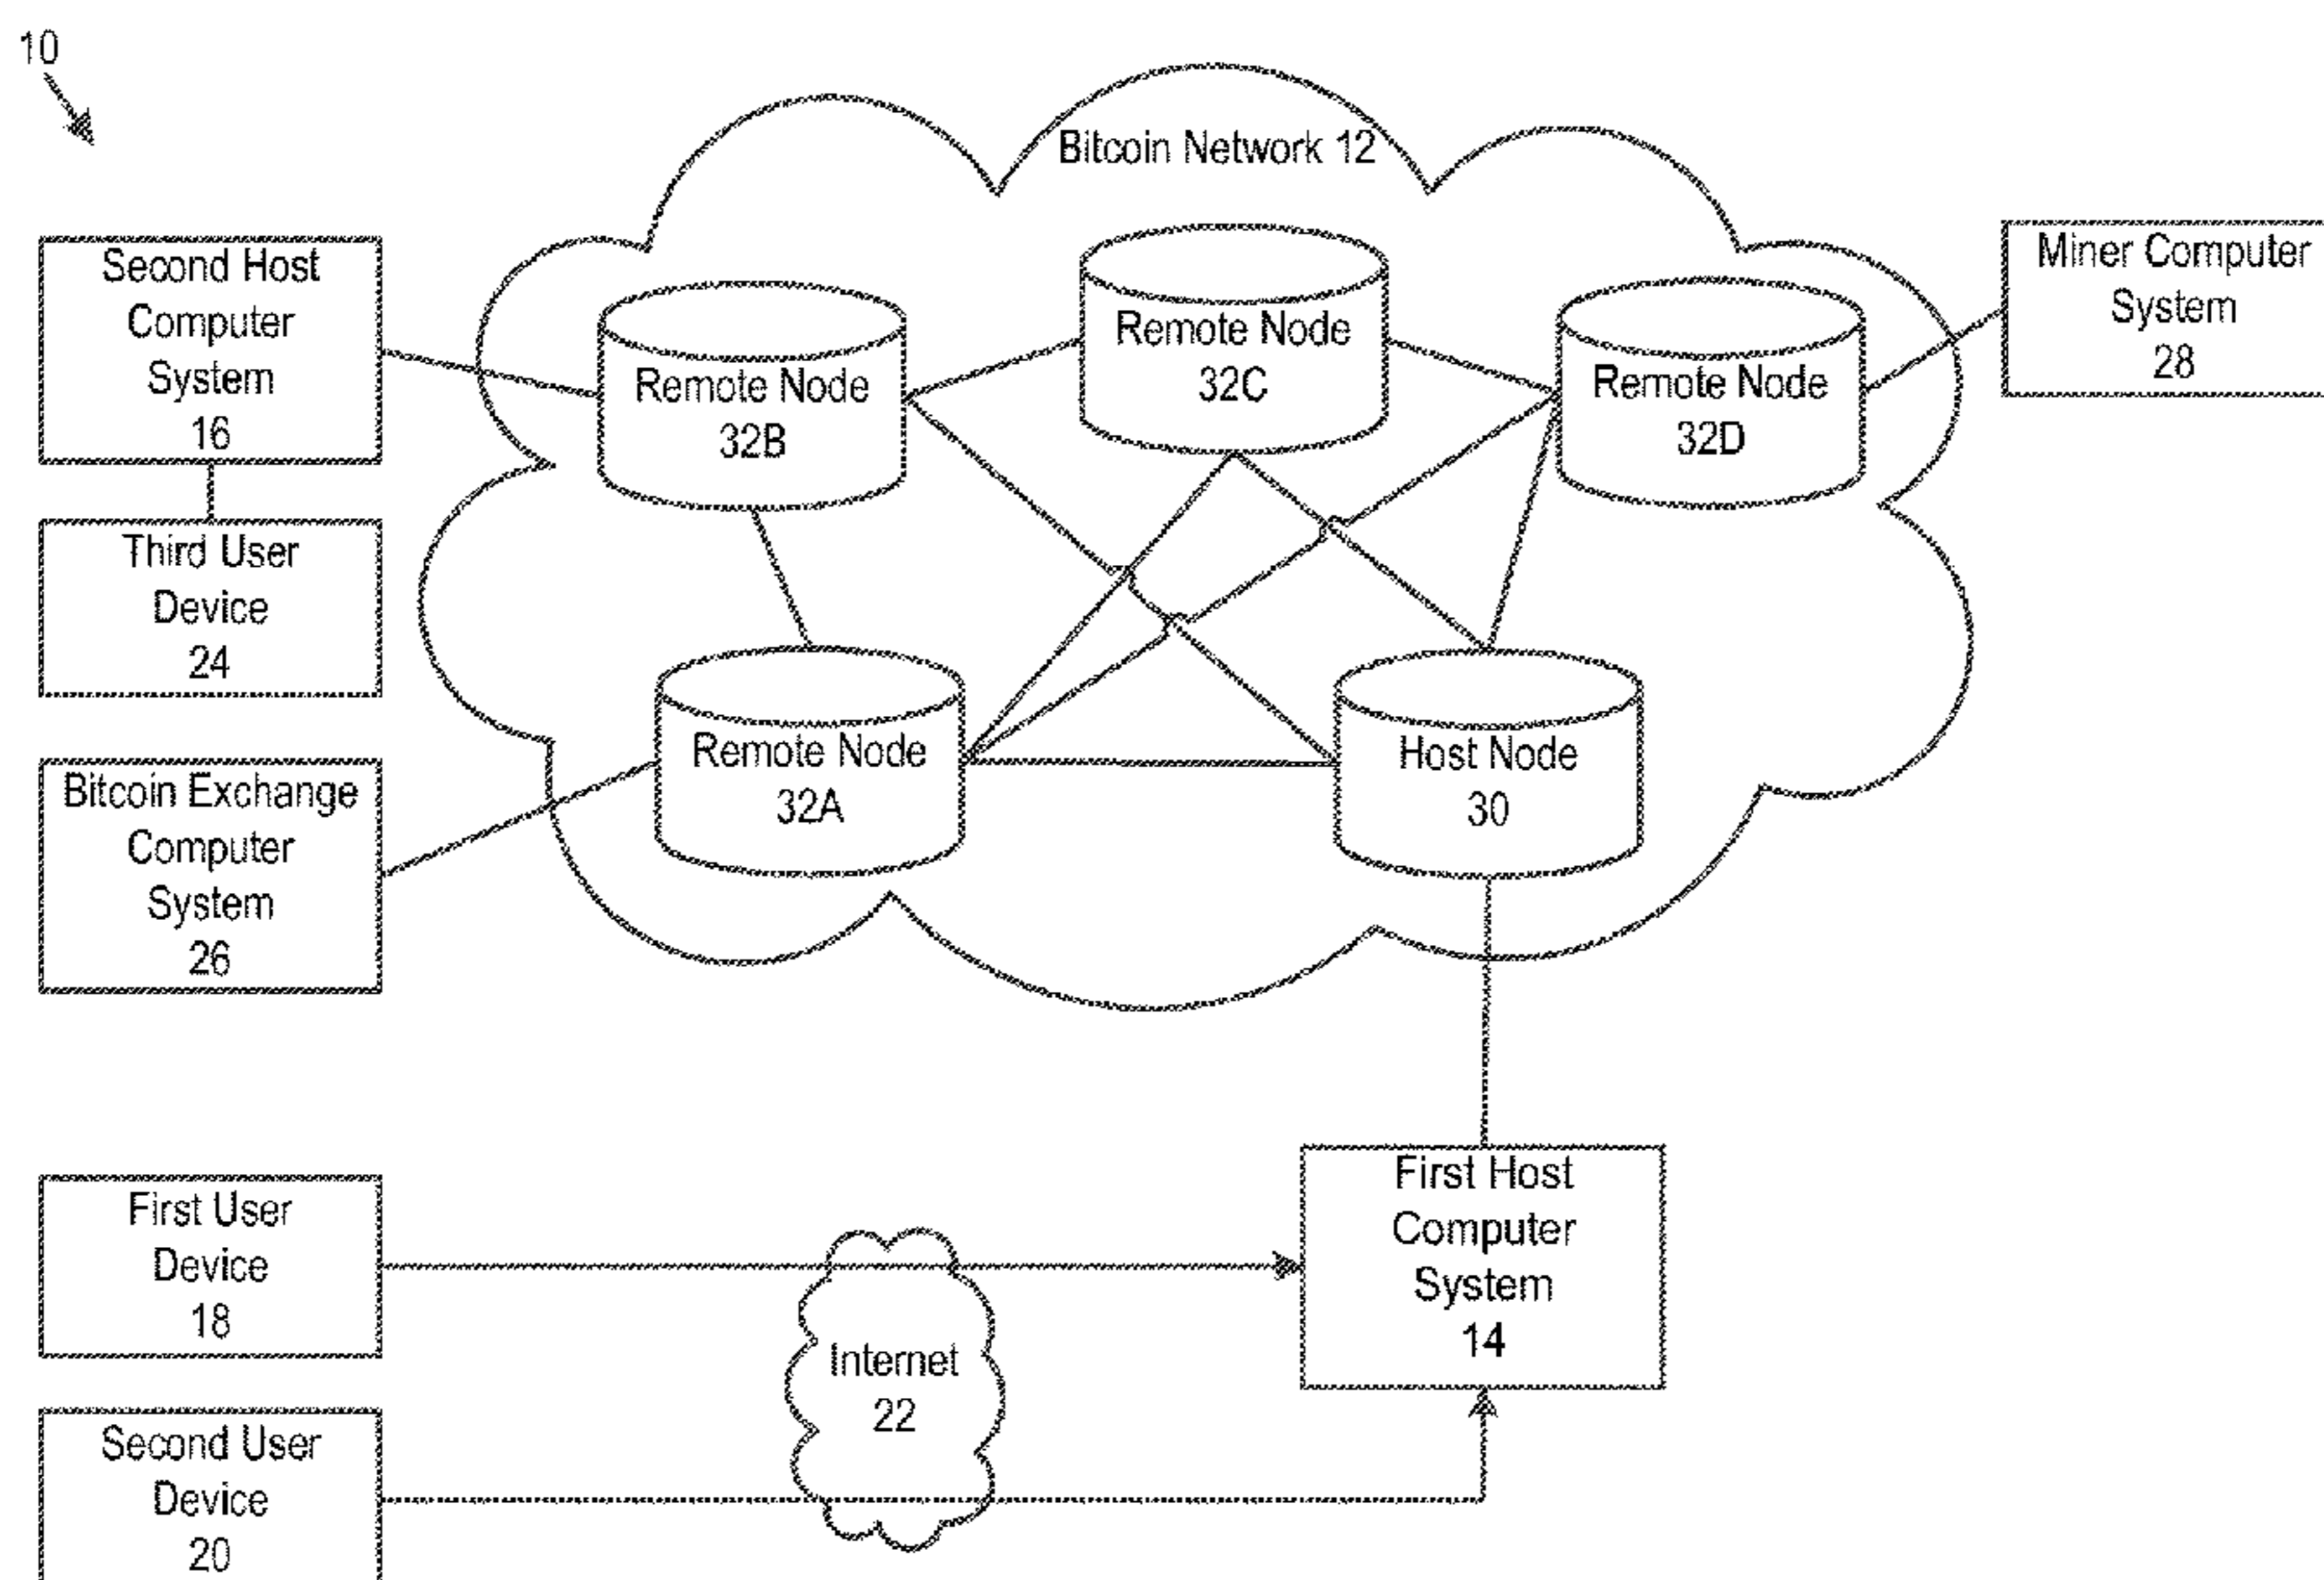 10
Bitcoin Network 12
Second Host
Computer
System
16
Remote Node
32B
Remote Node
32C
Remote Node
32D
Miner Computer
System
28
Third User
Device
24
Bitcoin Exchange
Computer
System
26
Remote Node
32A
Host Node
30
First User
Device
18
Internet
22
First Host
Computer
System
14
Second User
Device
20